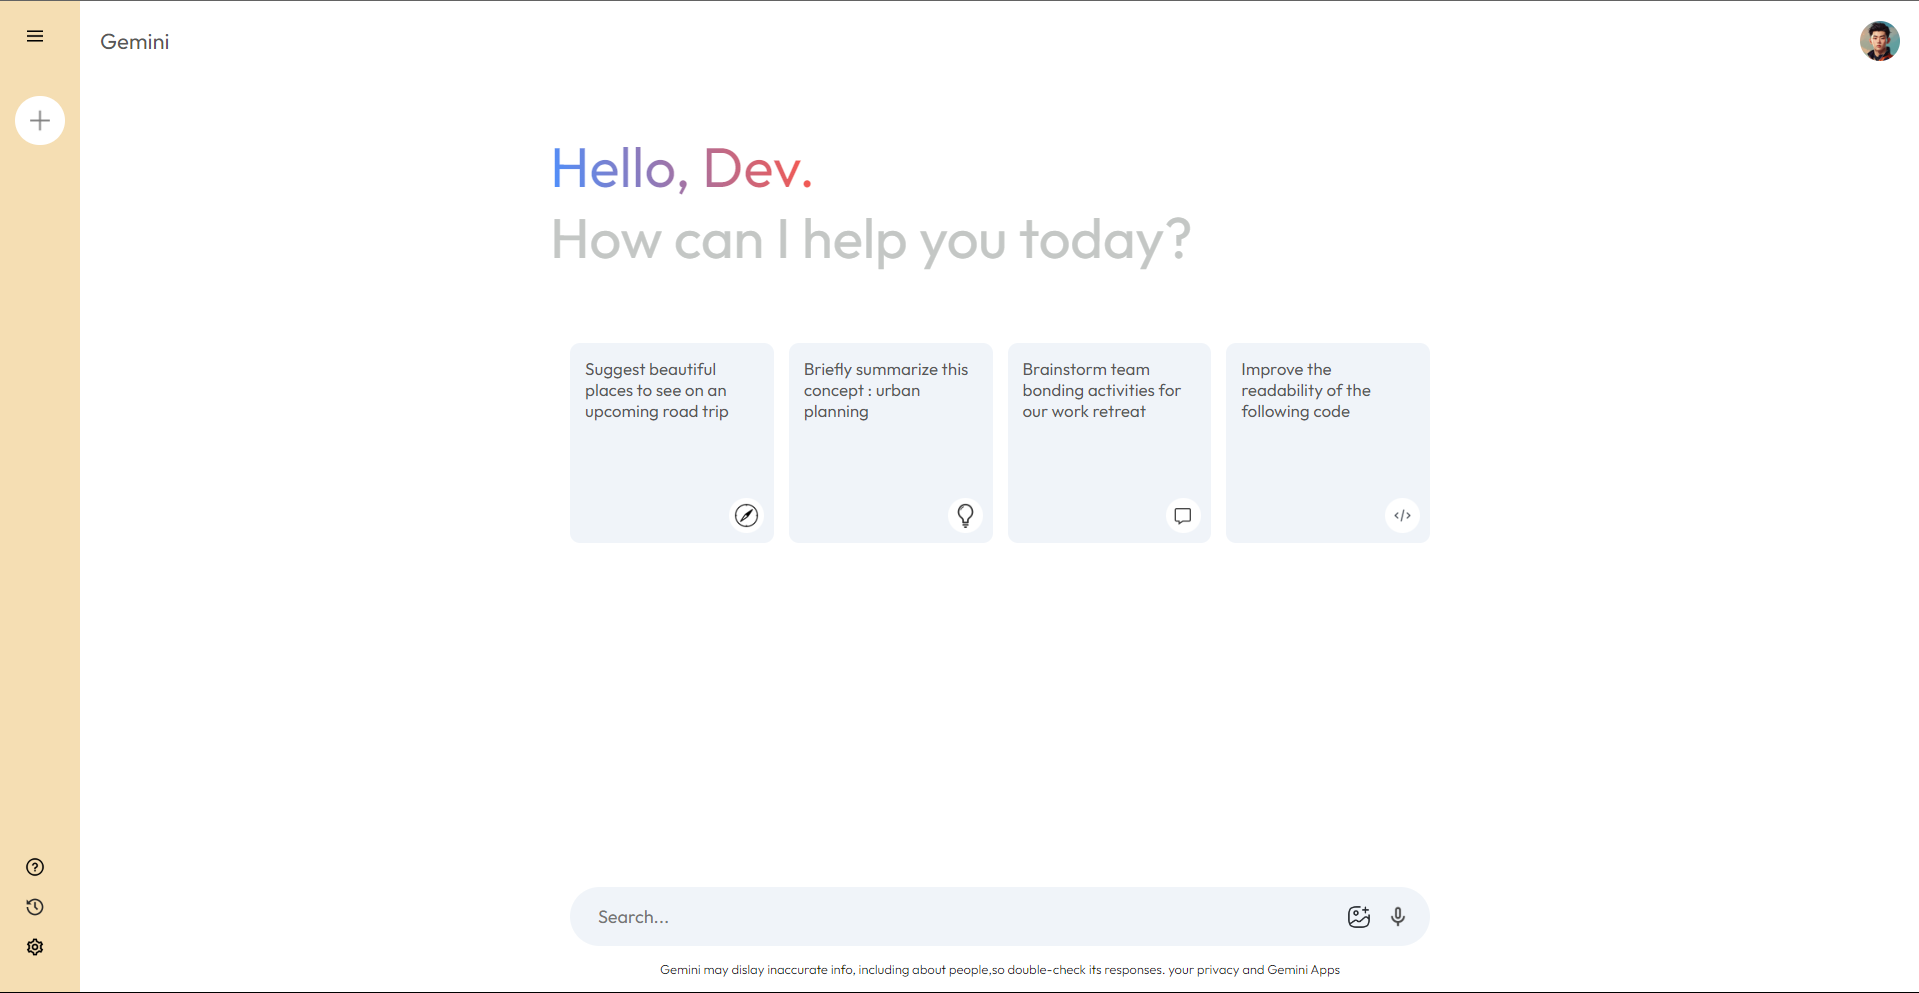 Gemini
Hello, Dev.
How can I help you today?
Suggest beautiful
places to see on an
upcoming road trip
Briefly summarize this
concept : urban
planning
Brainstorm team
bonding activities for
our work retreat
Improve the
readability of the
following code
Search...
Gemini may dislay inaccurate info, including about people,so double-check its responses. your privacy and Gemini Apps